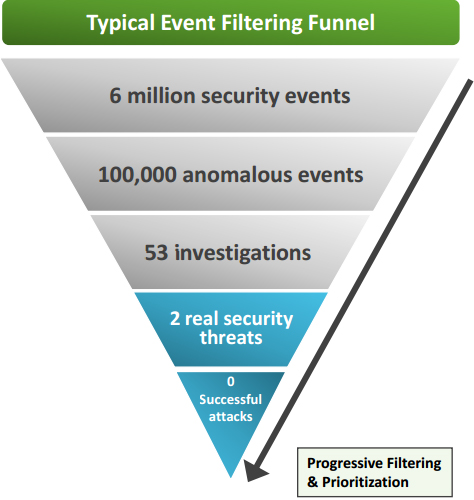 Typical Event Filtering Funnel
6 million security events
100,000 anomalous events
53 investigations
2 real security
threats
0
Successful
attacks
Progressive Filtering
& Prioritization